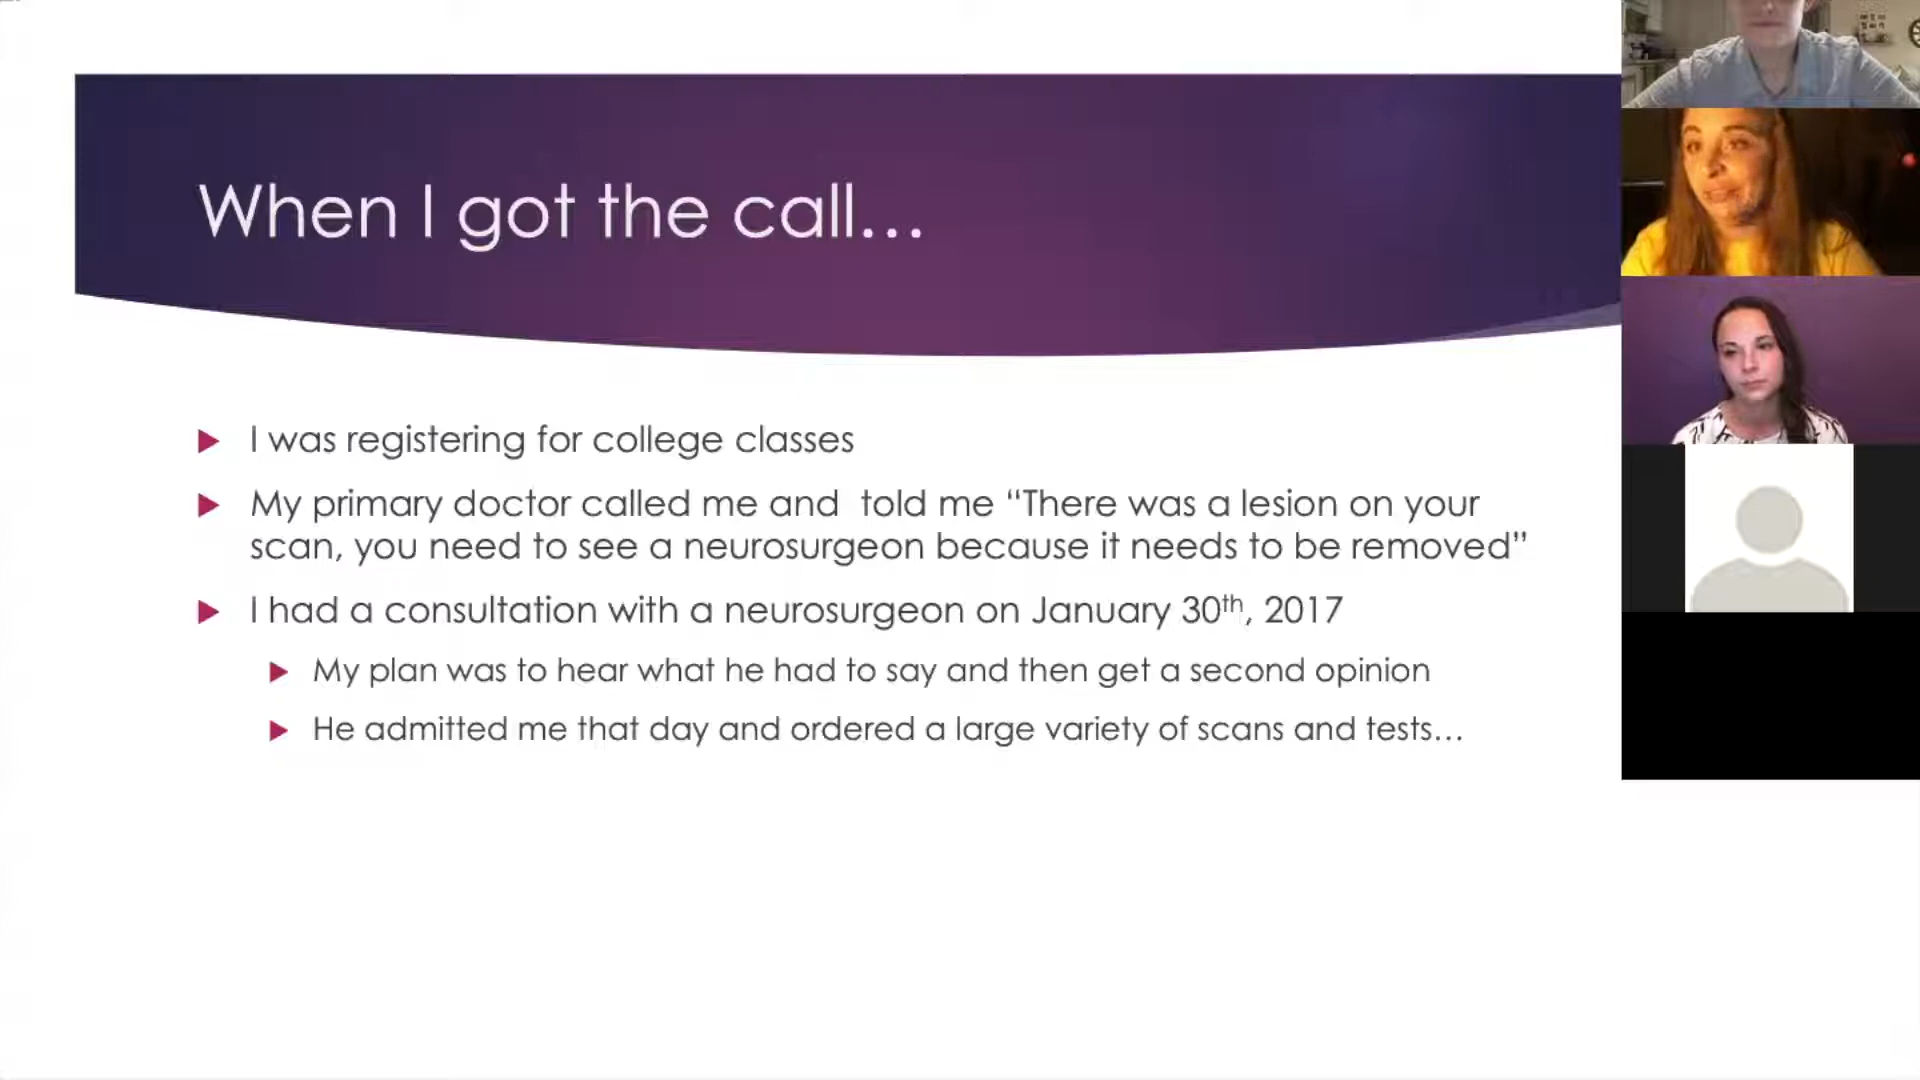 When I got the call...
I was registering for college classes
My primary doctor called me and  told me “There was a lesion on your
scan, you need to see a neurosurgeon because it needs to be removed”
I had a consultation with a neurosurgeon on January 30th, 2017
My plan was to hear what he had to say and then get a second opinion
He admitted me that day and ordered a large variety of scans and tests...